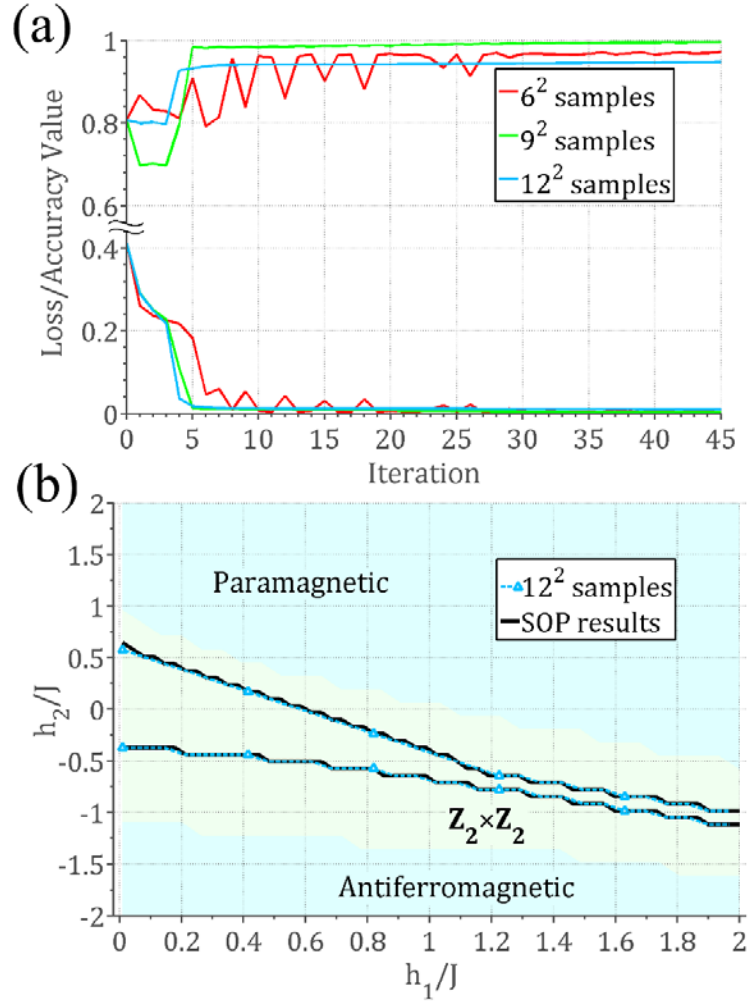 (a)
1
0.8
0.6
0.4
0.2
0
Loss/Accuracy Value
6² samples
9² samples
12² samples
0 5 10 15 20 25 30 35 40 45
Iteration
(b)
2
1.5
1
0.5
0
-0.5
-1
-1.5
-2
h₂/J
Paramagnetic
12² samples
SOP results
Z₂×Z₂
Antiferromagnetic
0 0.2 0.4 0.6 0.8 1 1.2 1.4 1.6 1.8 2
h₁/J